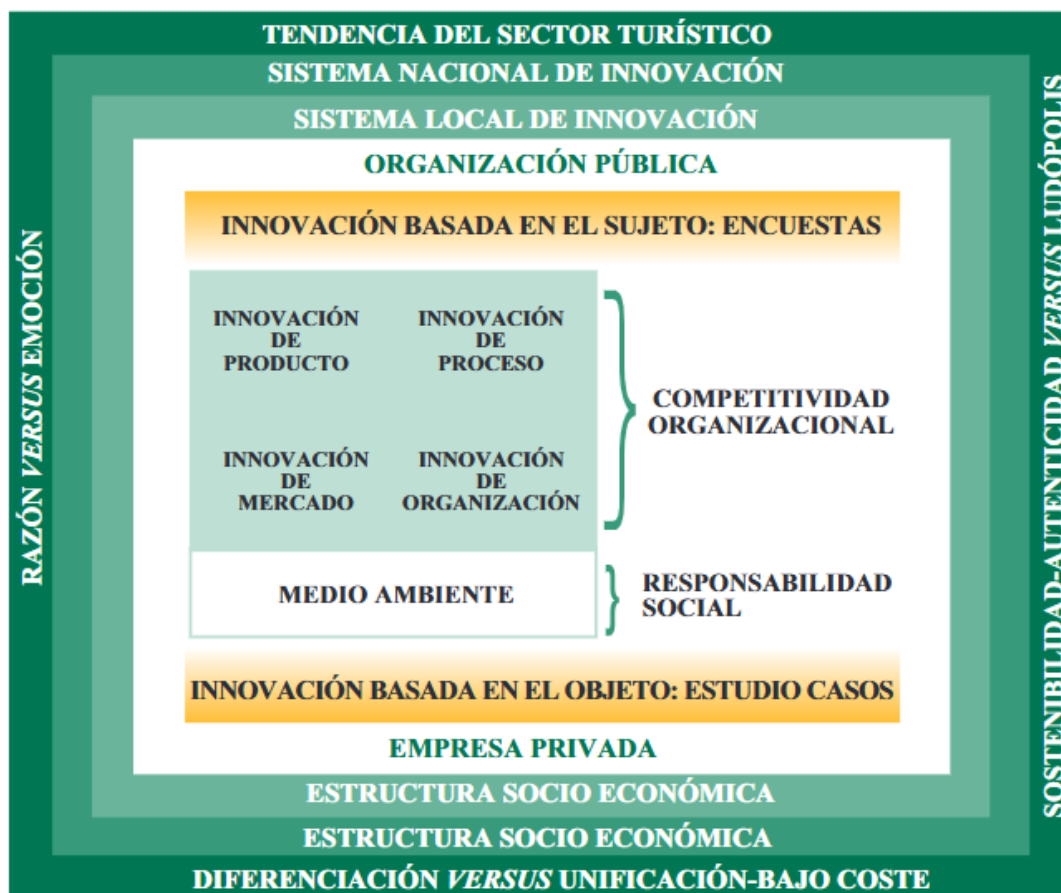 TENDENCIA DEL SECTOR TURÍSTICO
SISTEMA NACIONAL DE INNOVACIÓN
SISTEMA LOCAL DE INNOVACIÓN
ORGANIZACIÓN PÚBLICA
INNOVACIÓN BASADA EN EL SUJETO: ENCUESTAS
INNOVACIÓN
DE
PRODUCTO
INNOVACIÓN
DE
PROCESO
INNOVACIÓN
DE
MERCADO
INNOVACIÓN
DE
ORGANIZACIÓN
COMPETITIVIDAD
ORGANIZACIONAL
MEDIO AMBIENTE
RESPONSABILIDAD
SOCIAL
INNOVACIÓN BASADA EN EL OBJETO: ESTUDIO CASOS
EMPRESA PRIVADA
ESTRUCTURA SOCIO ECONÓMICA
ESTRUCTURA SOCIO ECONÓMICA
DIFERENCIACIÓN VERSUS UNIFICACIÓN-BAJO COSTE
RAZÓN VERSUS EMOCIÓN
SOSTENIBILIDAD-AUTENTICIDAD VERSUS LUDÓPOLIS